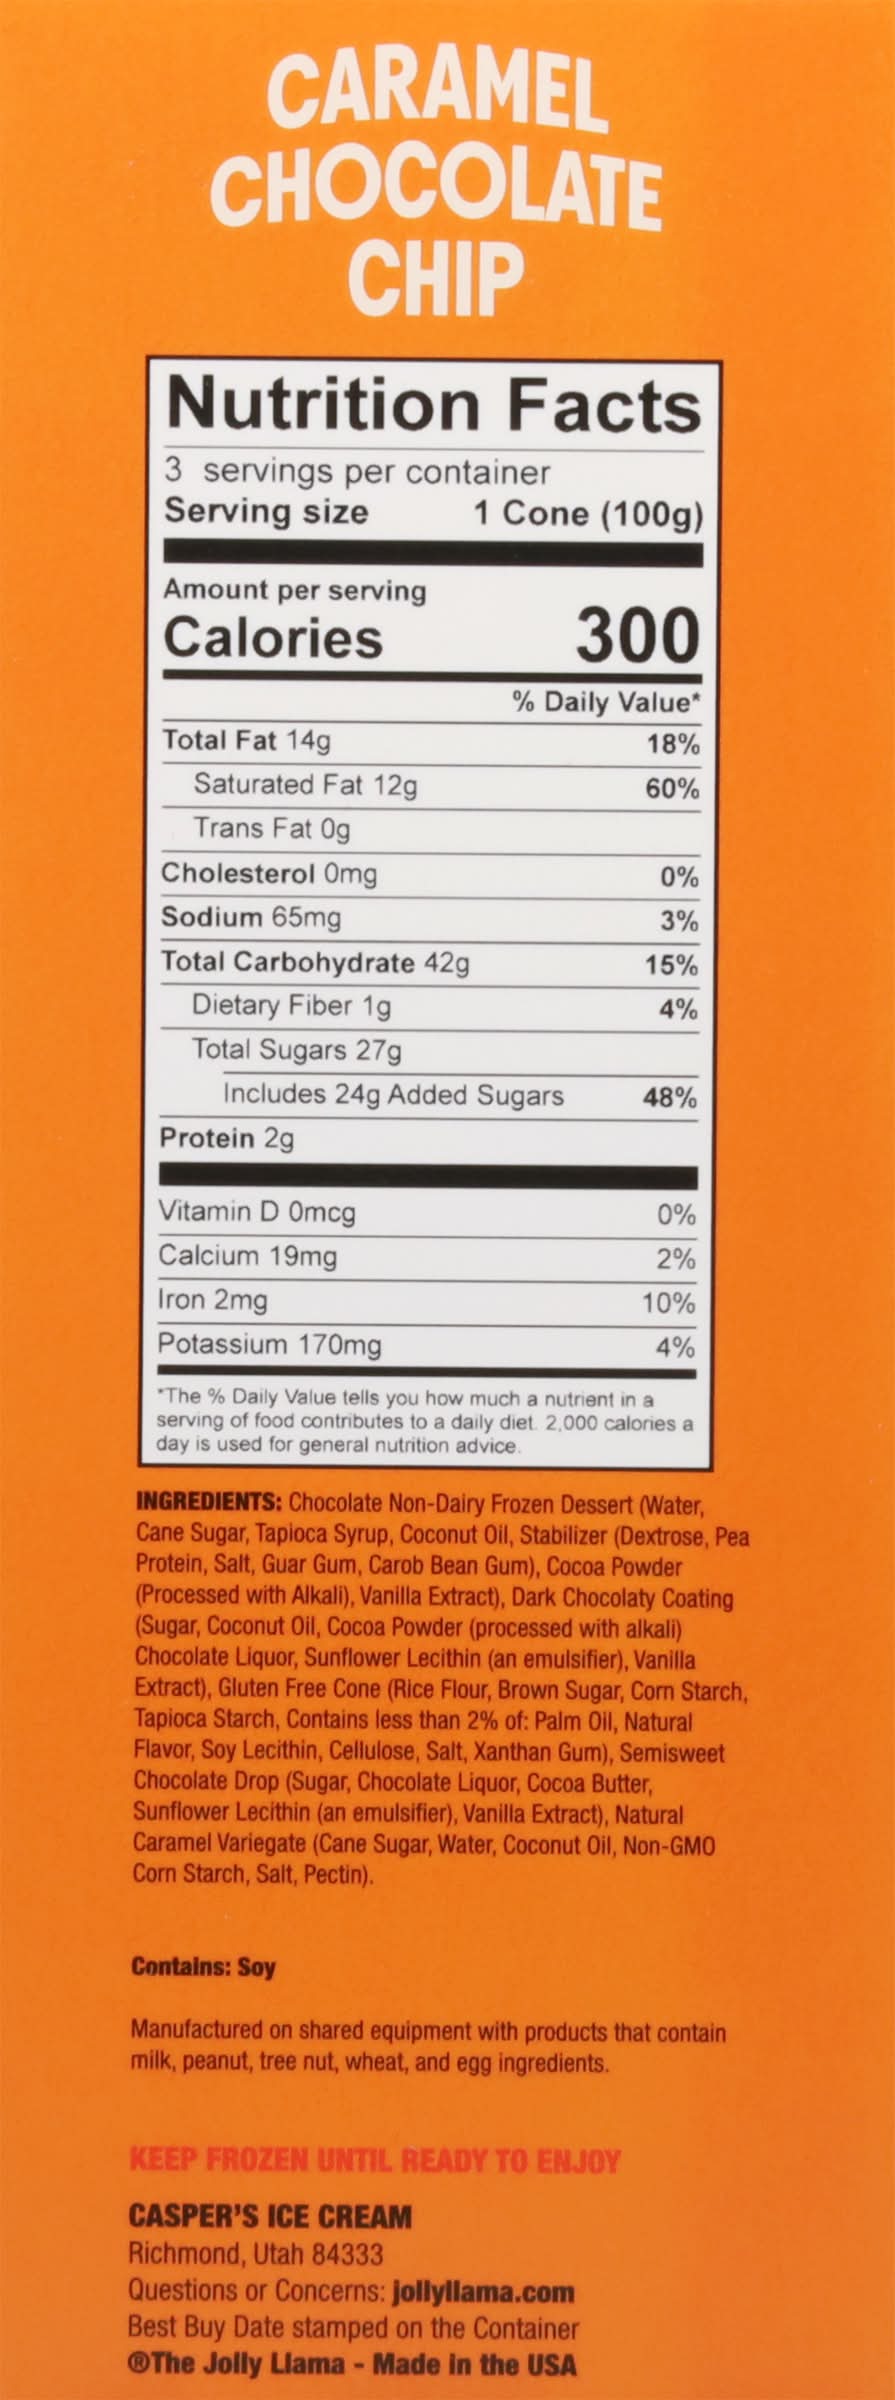 CARAMEL
CHOCOLATE
CHIP
Nutrition Facts
3 servings per container
Serving size 1 Cone (100g)
Amount per serving
Calories 300
% Daily Value*
Total Fat 14g 18%
Saturated Fat 12g 60%
Trans Fat 0g
Cholesterol 0mg 0%
Sodium 65mg 3%
Total Carbohydrate 42g 15%
Dietary Fiber 1g 4%
Total Sugars 27g
Includes 24g Added Sugars 48%
Protein 2g
Vitamin D 0mcg 0%
Calcium 19mg 2%
Iron 2mg 10%
Potassium 170mg 4%
*The % Daily Value tells you how much a nutrient in a
serving of food contributes to a daily diet. 2,000 calories a
day is used for general nutrition advice.
INGREDIENTS: Chocolate Non-Dairy Frozen Dessert (Water,
Cane Sugar, Tapioca Syrup, Coconut Oil, Stabilizer (Dextrose, Pea
Protein, Salt, Guar Gum, Carob Bean Gum), Cocoa Powder
(Processed with Alkali), Vanilla Extract), Dark Chocolaty Coating
(Sugar, Coconut Oil, Cocoa Powder (processed with alkali)
Chocolate Liquor, Sunflower Lecithin (an emulsifier), Vanilla
Extract), Gluten Free Cone (Rice Flour, Brown Sugar, Corn Starch,
Tapioca Starch, Contains less than 2% of: Palm Oil, Natural
Flavor, Soy Lecithin, Cellulose, Salt, Xanthan Gum), Semisweet
Chocolate Drop (Sugar, Chocolate Liquor, Cocoa Butter,
Sunflower Lecithin (an emulsifier), Vanilla Extract), Natural
Caramel Variegate (Cane Sugar, Water, Coconut Oil, Non-GMO
Corn Starch, Salt, Pectin).
Contains: Soy
Manufactured on shared equipment with products that contain
milk, peanut, tree nut, wheat, and egg ingredients.
KEEP FROZEN UNTIL READY TO ENJOY
CASPER'S ICE CREAM
Richmond, Utah 84333
Questions or Concerns: jollyllama.com
Best Buy Date stamped on the Container
®The Jolly Llama - Made in the USA